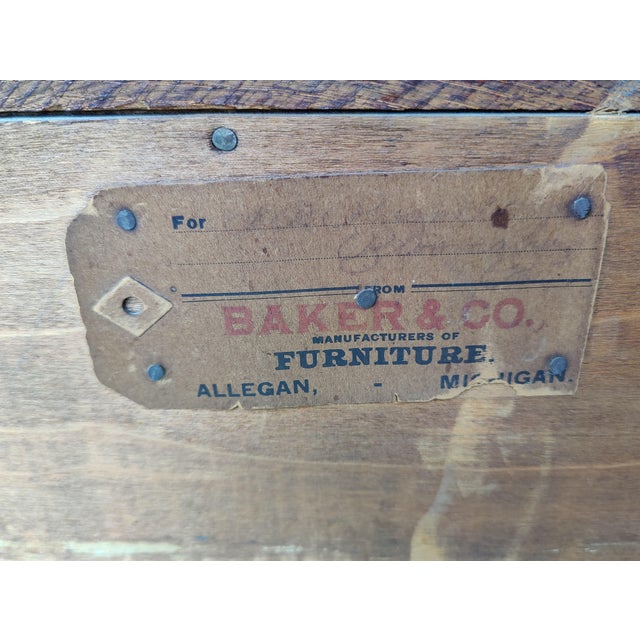 For
FROM
BAKER & CO.,
MANUFACTURERS OF
FURNITURE.
ALLEGAN, - MICHIGAN.